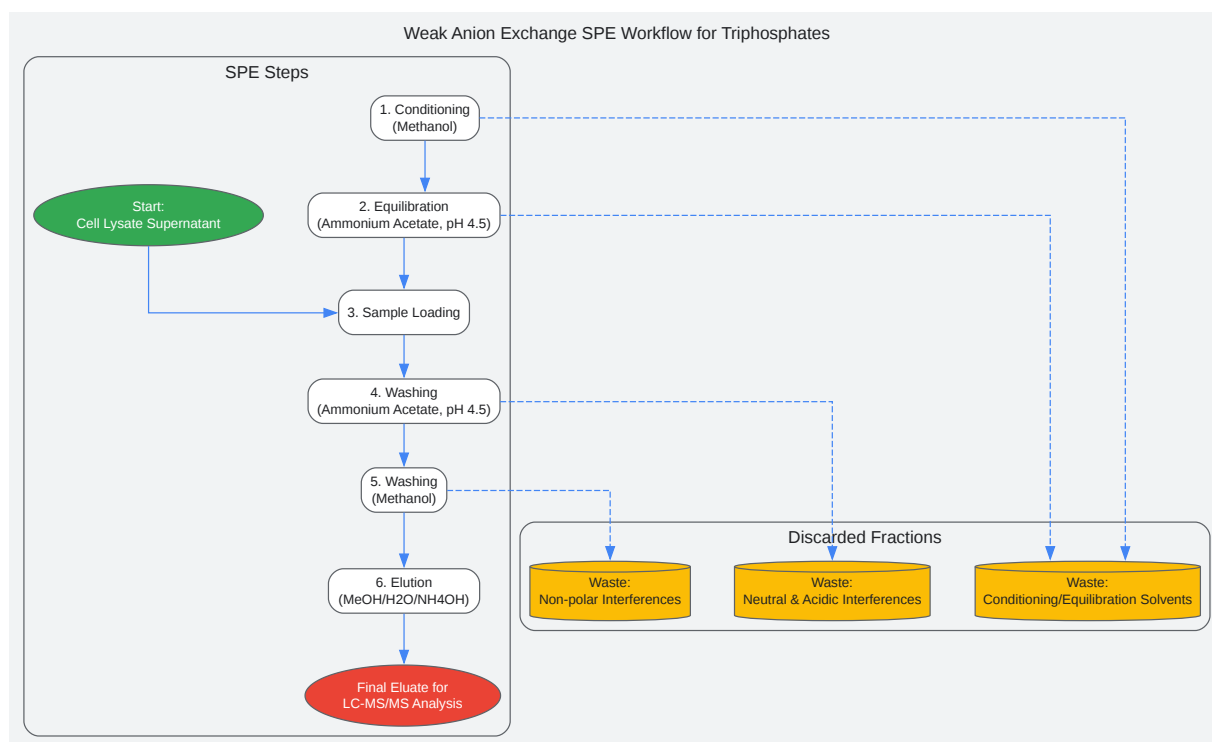 Weak Anion Exchange SPE Workflow for Triphosphates
SPE Steps
1. Conditioning
(Methanol)
Start:
Cell Lysate Supernatant
2. Equilibration
(Ammonium Acetate, pH 4.5)
3. Sample Loading
4. Washing
(Ammonium Acetate, pH 4.5)
5. Washing
(Methanol)
6. Elution
(MeOH/H2O/NH4OH)
Final Eluate for
LC-MS/MS Analysis
Discarded Fractions
Waste:
Non-polar Interferences
Waste:
Neutral & Acidic Interferences
Waste:
Conditioning/Equilibration Solvents